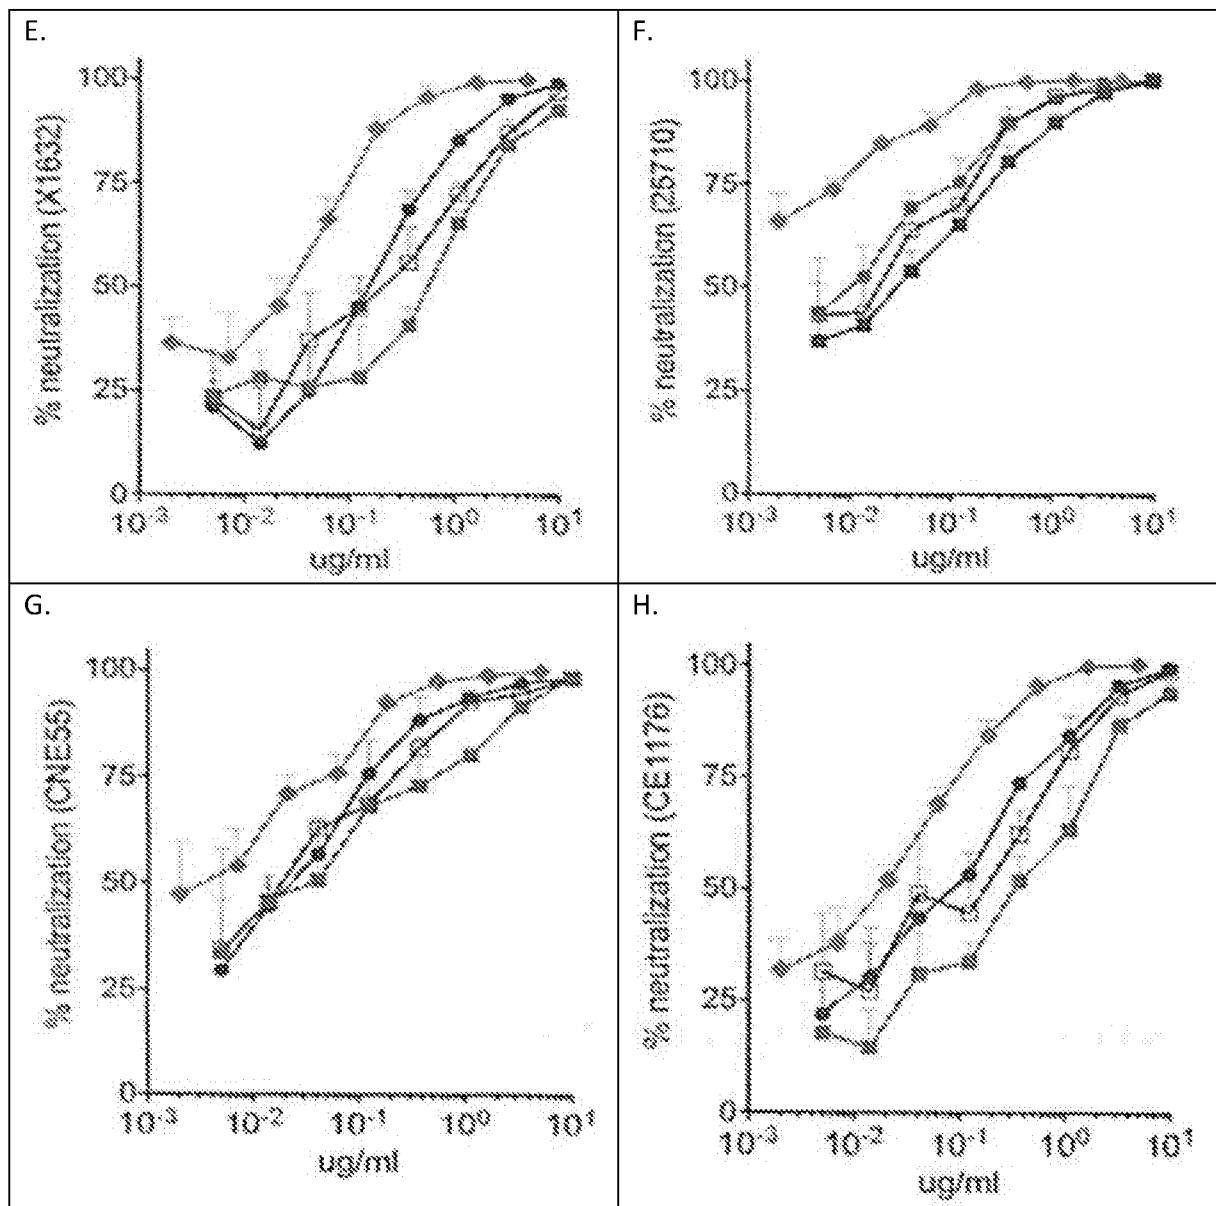 E.
% neutralization (X1632)
100
75
50
25
0
10-3 10-2 10-1 100 101
ug/ml
F.
% neutralization (25710)
100
75
50
25
0
10-3 10-2 10-1 100 101
ug/ml
G.
% neutralization (CNE55)
100
75
50
25
0
10-3 10-2 10-1 100 101
ug/ml
H.
% neutralization (CE1176)
100
75
50
25
0
10-3 10-2 10-1 100 101
ug/ml